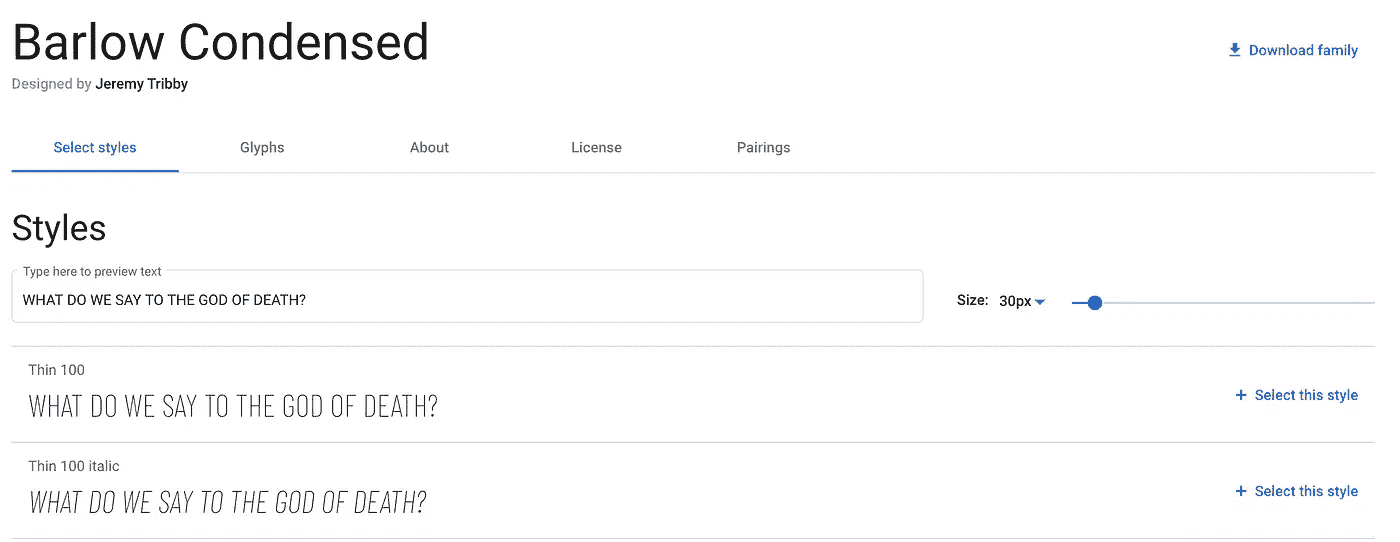 Barlow Condensed
Download family
Designed by Jeremy Tribby
Select styles Glyphs About License Pairings
Styles
Type here to preview text
WHAT DO WE SAY TO THE GOD OF DEATH?
Size: 30px
Thin 100
WHAT DO WE SAY TO THE GOD OF DEATH?
+ Select this style
Thin 100 italic
WHAT DO WE SAY TO THE GOD OF DEATH?
+ Select this style